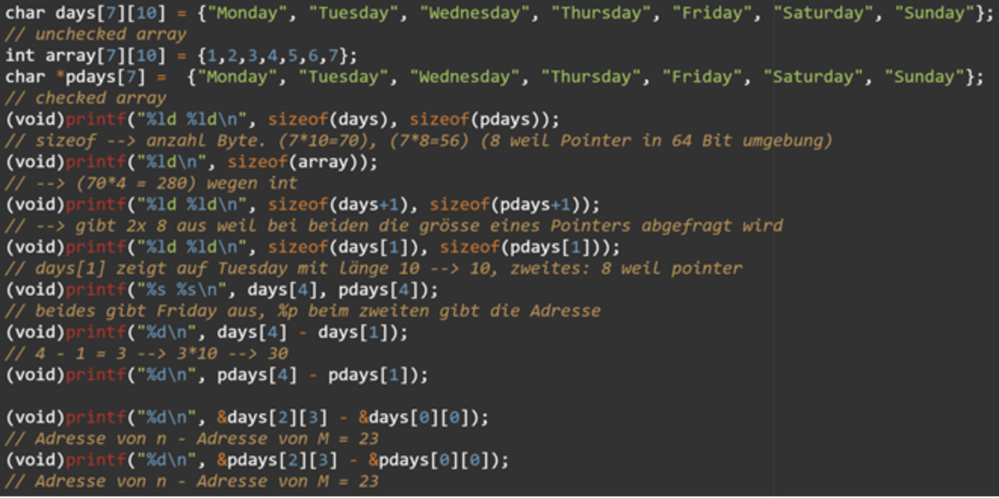 char days[7][10] = {"Monday", "Tuesday", "Wednesday", "Thursday", "Friday", "Saturday", "Sunday"};
// unchecked array
int array[7][10] = {1,2,3,4,5,6,7};
char *pdays[7] =  {"Monday", "Tuesday", "Wednesday", "Thursday", "Friday", "Saturday", "Sunday"};
// checked array
(void)printf("%ld %ld\n", sizeof(days), sizeof(pdays));
// sizeof --> anzahl Byte. (7*10=70), (7*8=56) (8 weil Pointer in 64 Bit umgebung)
(void)printf("%ld\n", sizeof(array));
// --> (70*4 = 280) wegen int
(void)printf("%ld %ld\n", sizeof(days+1), sizeof(pdays+1));
// --> gibt 2x 8 aus weil bei beiden die grösse eines Pointers abgefragt wird
(void)printf("%ld %ld\n", sizeof(days[1]), sizeof(pdays[1]));
// days[1] zeigt auf Tuesday mit länge 10 --> 10, zweites: 8 weil pointer
(void)printf("%s %s\n", days[4], pdays[4]);
// beides gibt Friday aus, %p beim zweiten gibt die Adresse
(void)printf("%d\n", days[4] - days[1]);
// 4 - 1 = 3 --> 3*10 --> 30
(void)printf("%d\n", pdays[4] - pdays[1]);
(void)printf("%d\n", &days[2][3] - &days[0][0]);
// Adresse von n - Adresse von M = 23
(void)printf("%d\n", &pdays[2][3] - &pdays[0][0]);
// Adresse von n - Adresse von M = 23